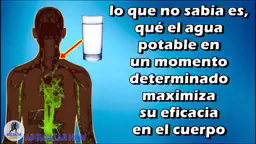 lo que no sabía es,
qué el agua
potable en
un momento
determinado
maximiza
su eficacia
en el cuerpo